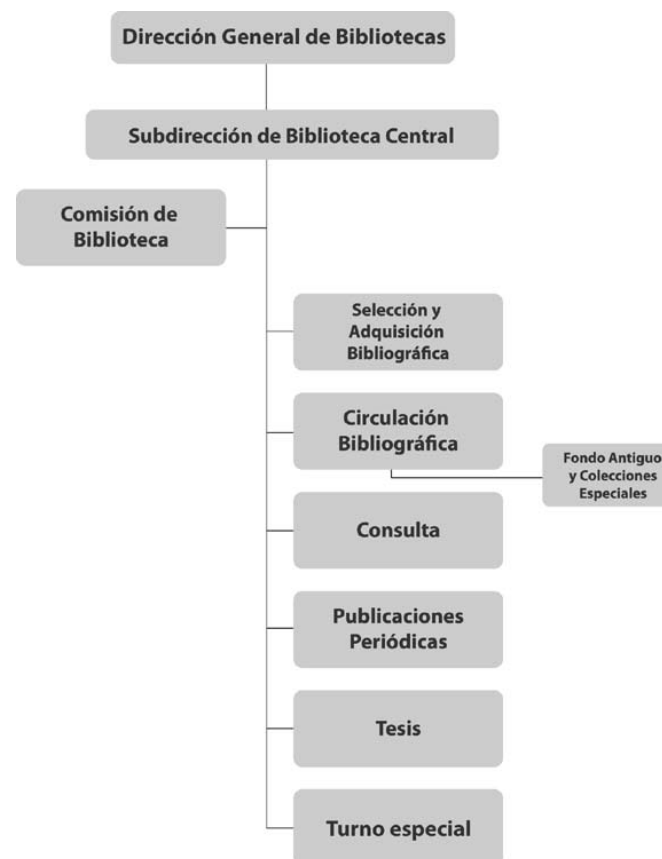 Dirección General de Bibliotecas
Subdirección de Biblioteca Central
Comisión de
Biblioteca
Selección y
Adquisición
Bibliográfica
Circulación
Bibliográfica
Fondo Antiguo
y Colecciones
Especiales
Consulta
Publicaciones
Periódicas
Tesis
Turno especial